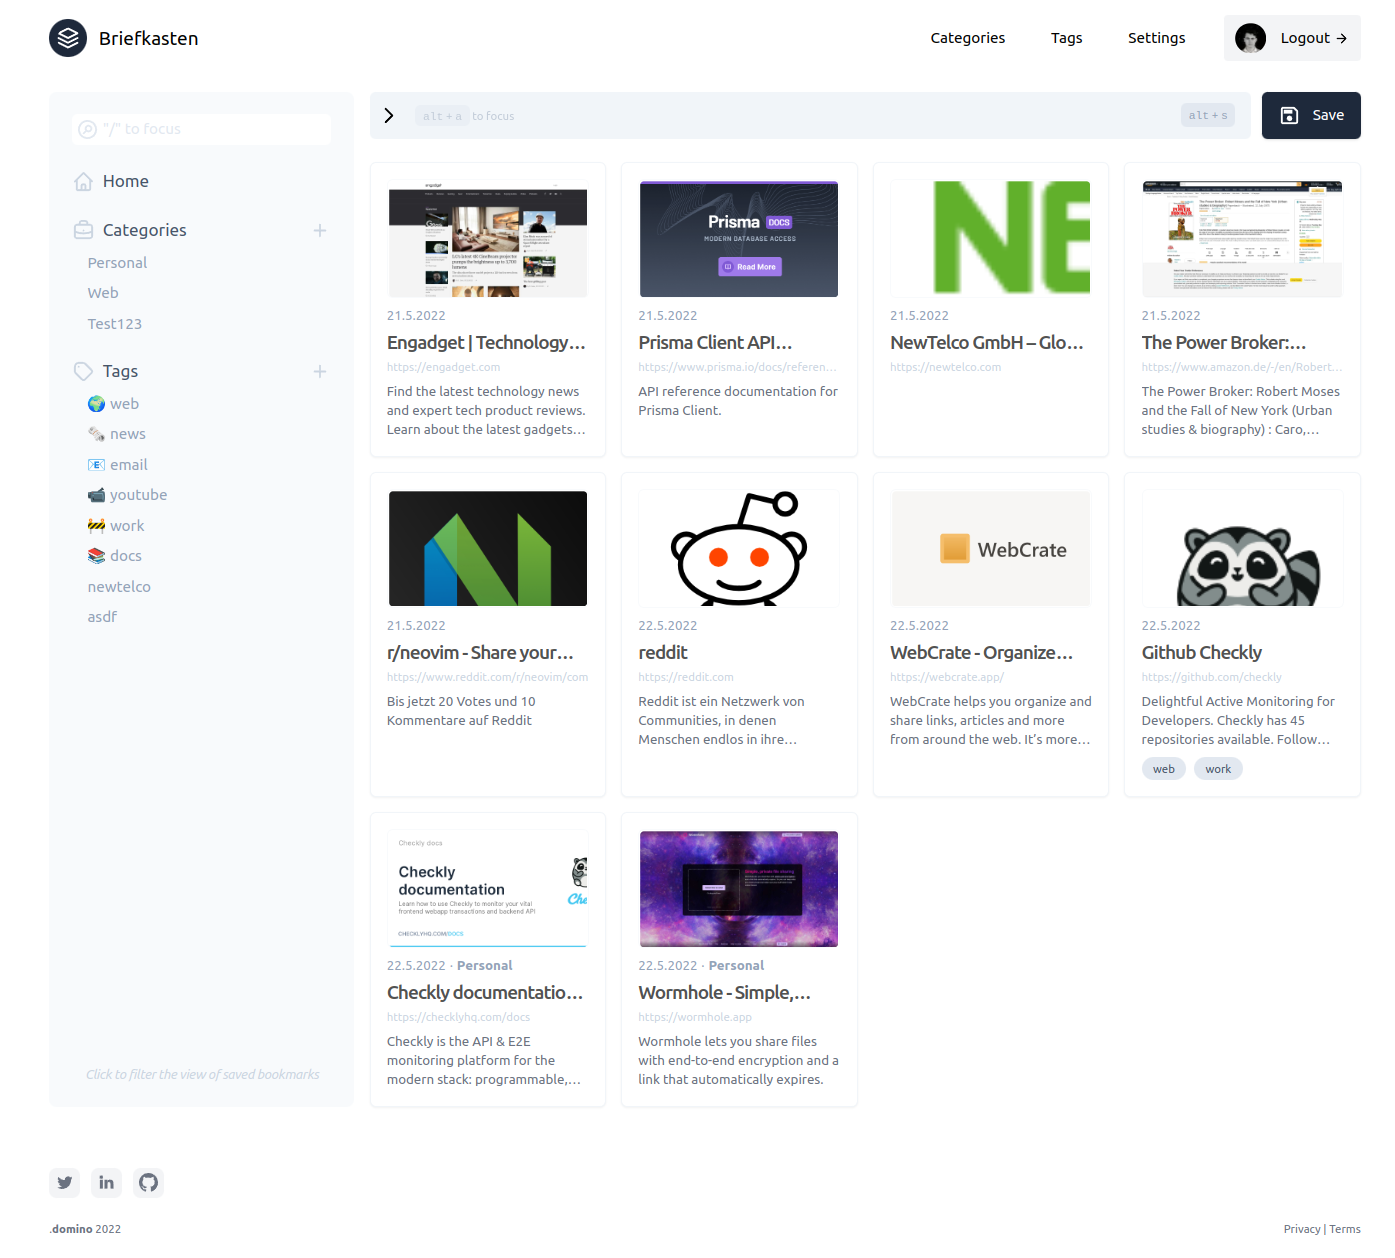 Briefkasten
Categories
Tags
Settings
Logout →
"/" to focus
alt + a to focus
alt + s
Save
Home
Categories
Personal
Web
Test123
Tags
web
news
email
youtube
work
docs
newtelco
asdf
Click to filter the view of saved bookmarks
21.5.2022
Engadget | Technology…
https://engadget.com
Find the latest technology news
and expert tech product reviews.
Learn about the latest gadgets…
Prisma DOCS
MODERN DATABASE ACCESS
Read More
21.5.2022
Prisma Client API…
https://www.prisma.io/docs/referen…
API reference documentation for
Prisma Client.
NE
21.5.2022
NewTelco GmbH – Glo…
https://newtelco.com
21.5.2022
The Power Broker:…
https://www.amazon.de/-/en/Robert…
The Power Broker: Robert Moses
and the Fall of New York (Urban
studies & biography) : Caro,…
21.5.2022
r/neovim - Share your…
https://www.reddit.com/r/neovim/com
Bis jetzt 20 Votes und 10
Kommentare auf Reddit
22.5.2022
reddit
https://reddit.com
Reddit ist ein Netzwerk von
Communities, in denen
Menschen endlos in ihre…
WebCrate
22.5.2022
WebCrate - Organize…
https://webcrate.app/
WebCrate helps you organize and
share links, articles and more
from around the web. It’s more…
22.5.2022
Github Checkly
https://github.com/checkly
Delightful Active Monitoring for
Developers. Checkly has 45
repositories available. Follow…
web
work
Checkly docs
Checkly
documentation
Learn how to use Checkly to monitor your vital
frontend webapp transactions and backend API
CHECKLYHQ.COM/DOCS
22.5.2022 · Personal
Checkly documentatio…
https://checklyhq.com/docs
Checkly is the API & E2E
monitoring platform for the
modern stack: programmable,…
22.5.2022 · Personal
Wormhole - Simple,…
https://wormhole.app
Wormhole lets you share files
with end-to-end encryption and a
link that automatically expires.
.domino 2022
Privacy | Terms